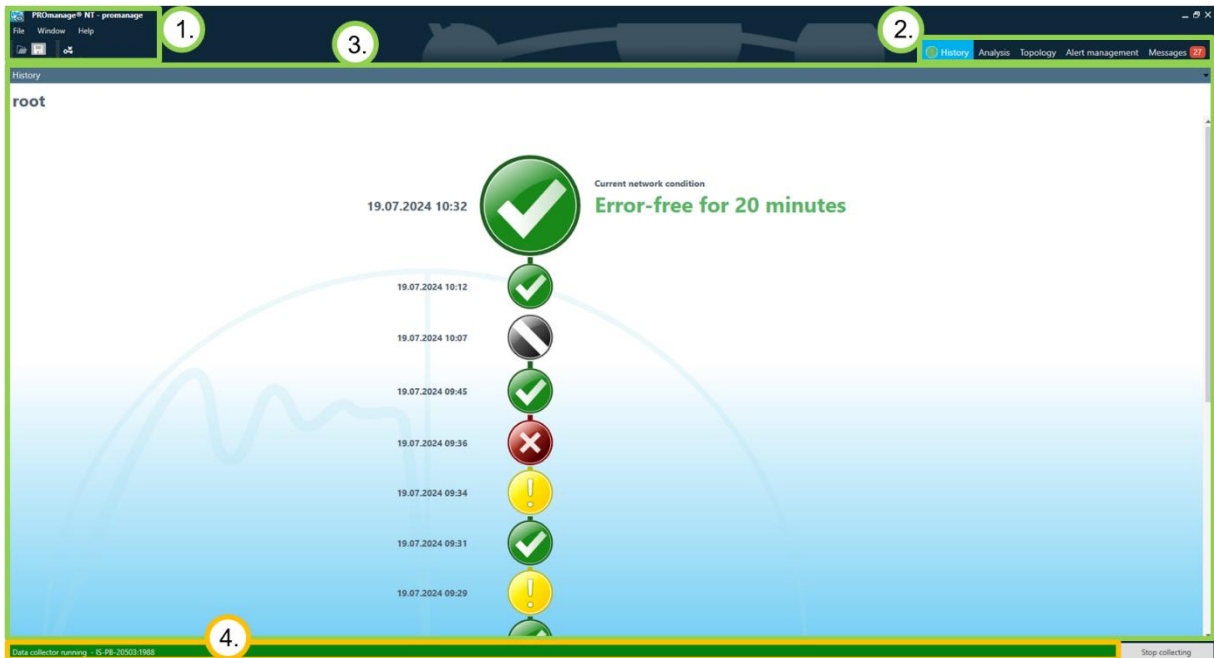 PROmanage® NT - promanage
File Window Help
1.
2.
3.
History Analysis Topology Alert management Messages 27
History
root
Current network condition
19.07.2024 10:32 Error-free for 20 minutes
19.07.2024 10:12
19.07.2024 10:07
19.07.2024 09:45
19.07.2024 09:36
19.07.2024 09:34
19.07.2024 09:31
19.07.2024 09:29
4.
Data collector running - IS-PB-20503:1988 Stop collecting